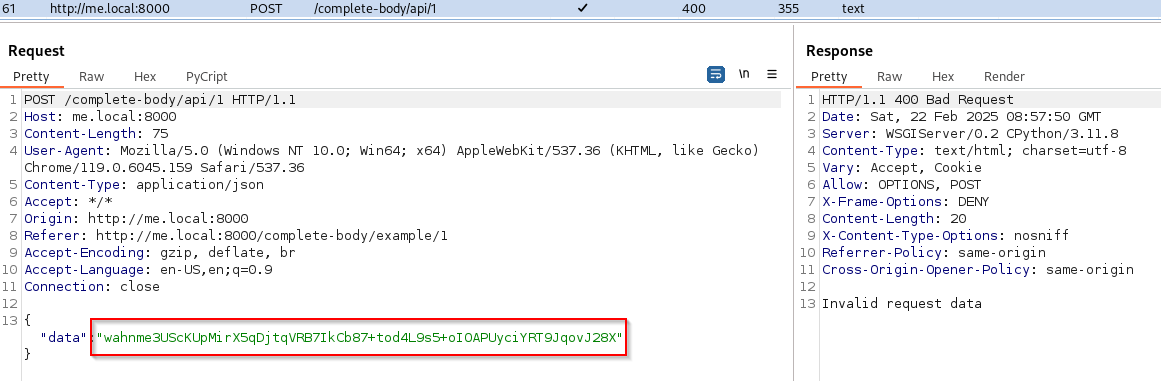 61 http://me.local:8000 POST /complete-body/api/1 ✓ 400 355 text
Request
Pretty Raw Hex PyCript \n
1 POST /complete-body/api/1 HTTP/1.1
2 Host: me.local:8000
3 Content-Length: 75
4 User-Agent: Mozilla/5.0 (Windows NT 10.0; Win64; x64) AppleWebKit/537.36 (KHTML, like Gecko)
Chrome/119.0.6045.159 Safari/537.36
5 Content-Type: application/json
6 Accept: */*
7 Origin: http://me.local:8000
8 Referer: http://me.local:8000/complete-body/example/1
9 Accept-Encoding: gzip, deflate, br
10 Accept-Language: en-US,en;q=0.9
11 Connection: close
12
13 {
"data":"wahnme3UScKUpMirX5qDjtqVRB7IkCb87+tod4L9s5+oIOAPUyciYRT9JqovJ28X"
}
Response
Pretty Raw Hex Render
1 HTTP/1.1 400 Bad Request
2 Date: Sat, 22 Feb 2025 08:57:50 GMT
3 Server: WSGIServer/0.2 CPython/3.11.8
4 Content-Type: text/html; charset=utf-8
5 Vary: Accept, Cookie
6 Allow: OPTIONS, POST
7 X-Frame-Options: DENY
8 Content-Length: 20
9 X-Content-Type-Options: nosniff
10 Referrer-Policy: same-origin
11 Cross-Origin-Opener-Policy: same-origin
12
13 Invalid request data